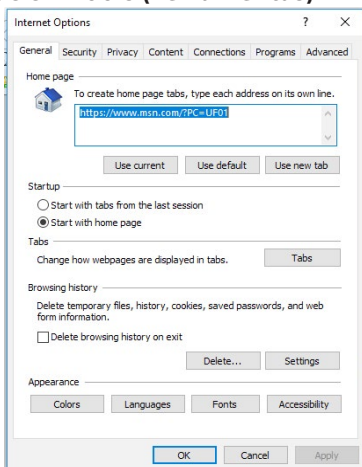 Internet Options ? X
General Security Privacy Content Connections Programs Advanced
Home page
To create home page tabs, type each address on its own line.
https://www.msn.com/?PC=UF01
Use current Use default Use new tab
Startup
Start with tabs from the last session
Start with home page
Tabs
Change how webpages are displayed in tabs. Tabs
Browsing history
Delete temporary files, history, cookies, saved passwords, and web
form information.
Delete browsing history on exit
Delete... Settings
Appearance
Colors Languages Fonts Accessibility
OK Cancel Apply